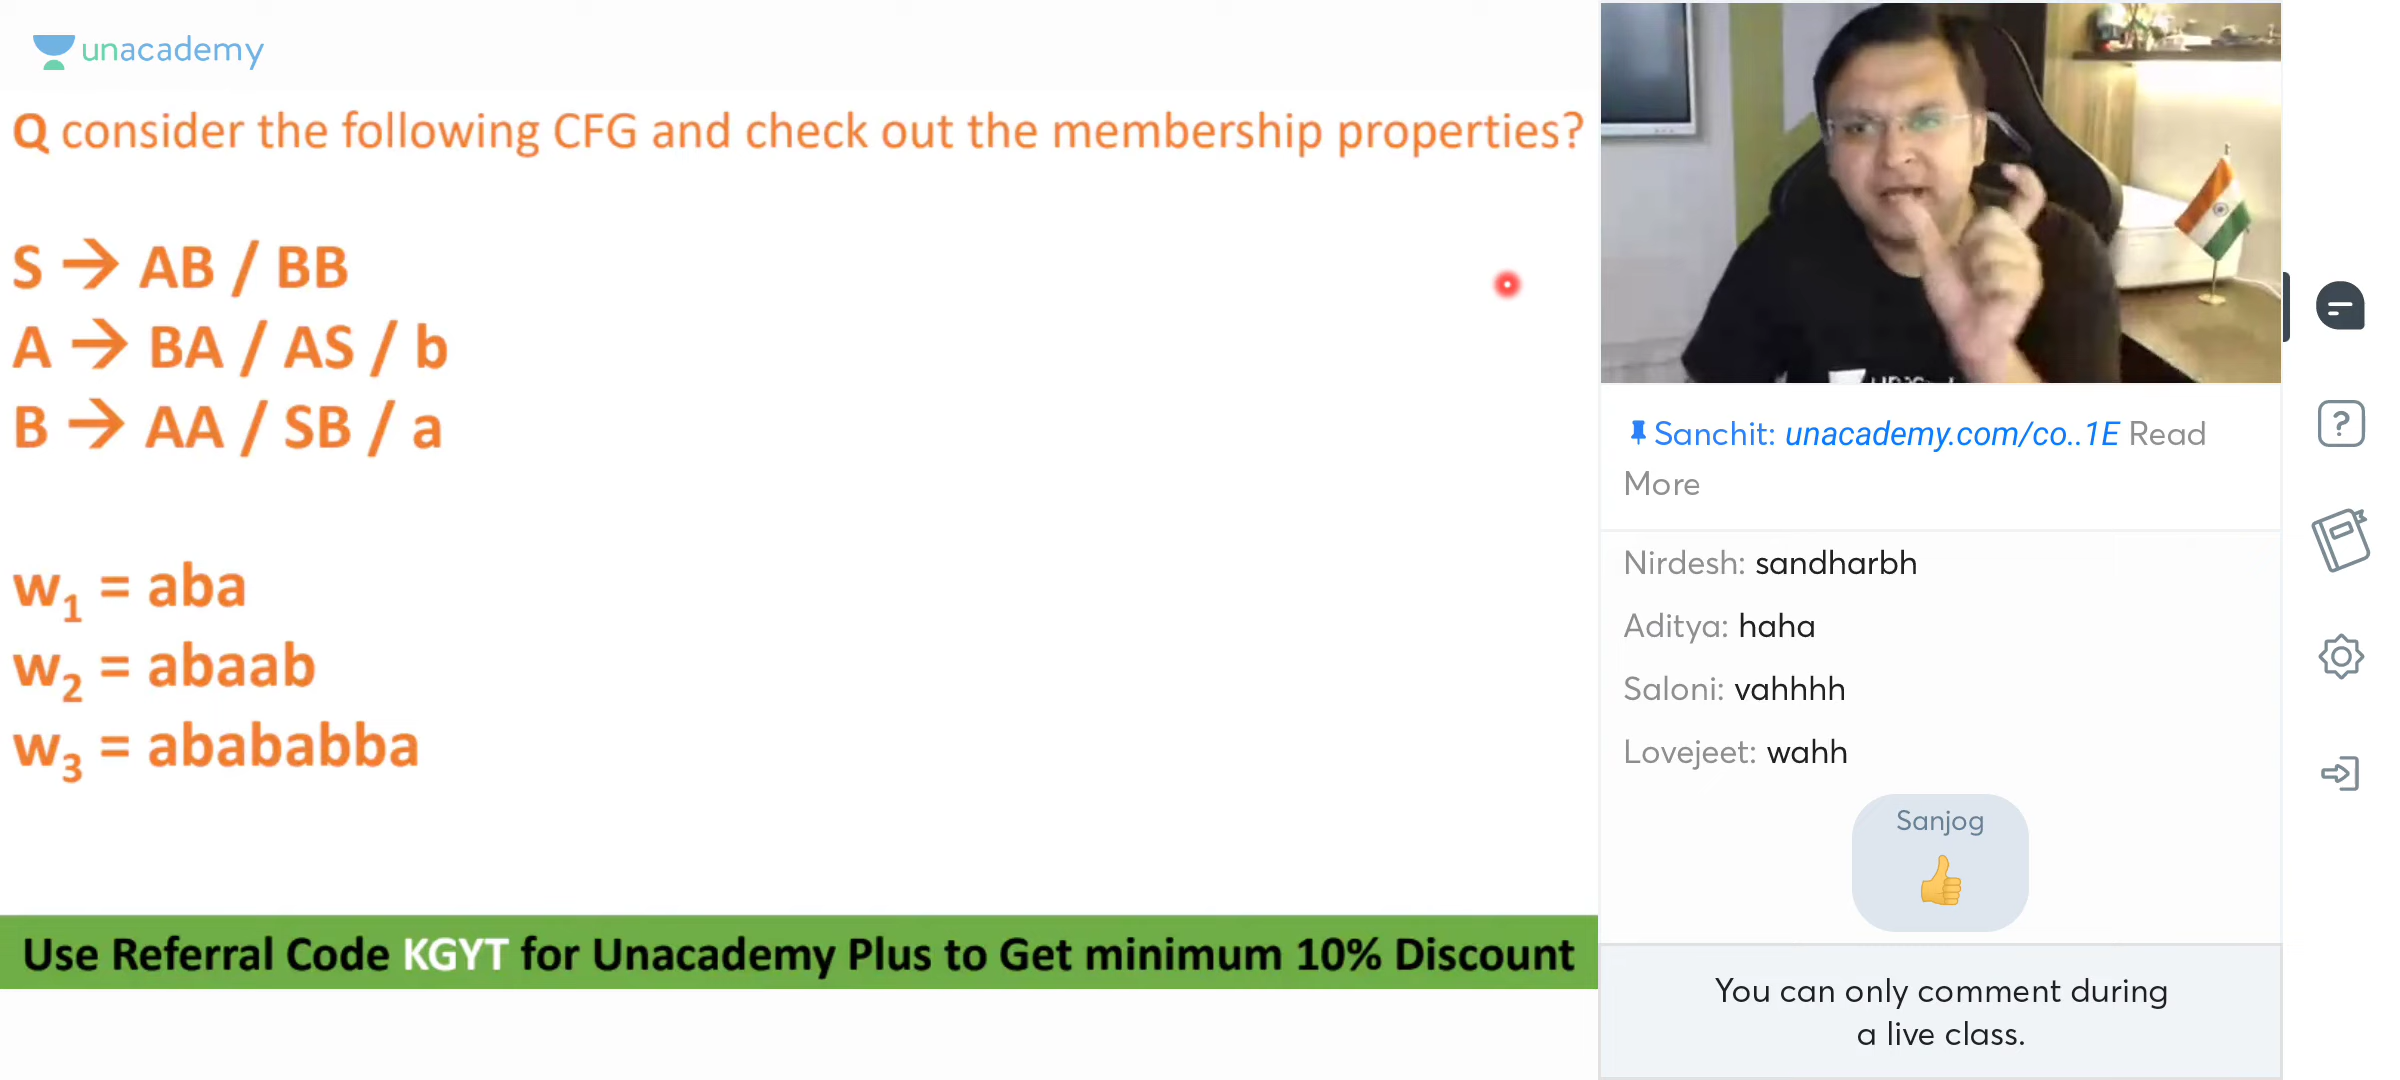 unacademy
Q consider the following CFG and check out the membership properties?
S → AB / BB
A → BA / AS / b
B → AA / SB / a
w1 = aba
w2 = abaab
w3 = abababba
Use Referral Code KGYT for Unacademy Plus to Get minimum 10% Discount
Sanchit: unacademy.com/co..1E Read
More
Nirdesh: sandharbh
Aditya: haha
Saloni: vahhhh
Lovejeet: wahh
Sanjog
You can only comment during
a live class.